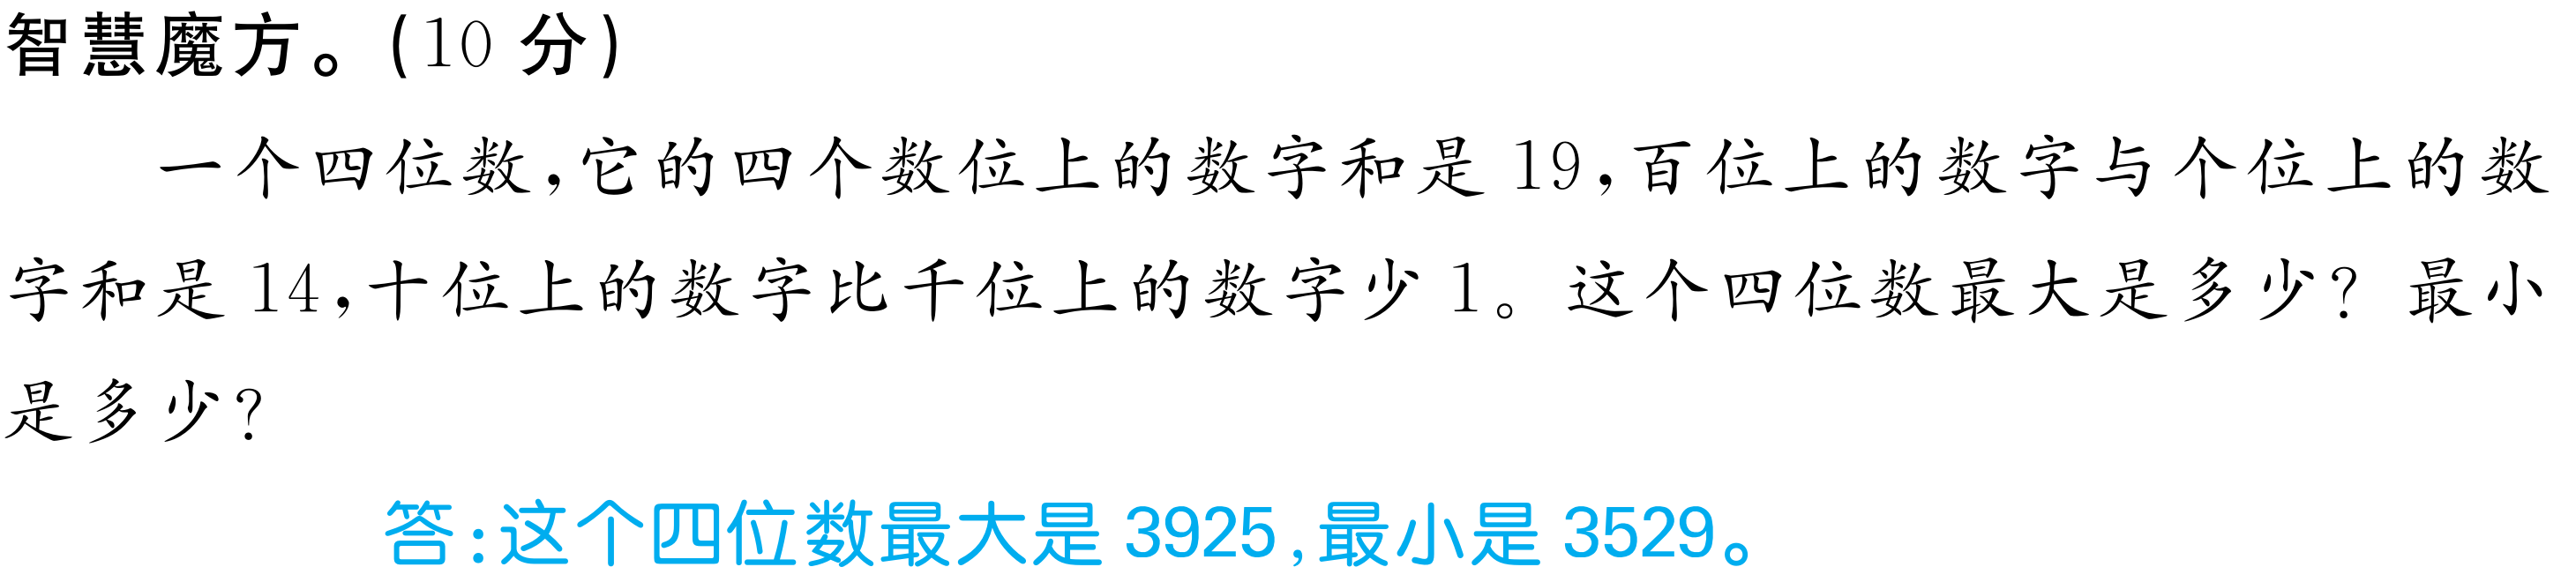 智慧魔方。(10 分)
一个四位数,它的四个数位上的数字和是 19,百位上的数字与个位上的数
字和是 14,十位上的数字比千位上的数字少 1。这个四位数最大是多少? 最小
是多少?
答:这个四位数最大是 3925,最小是 3529。